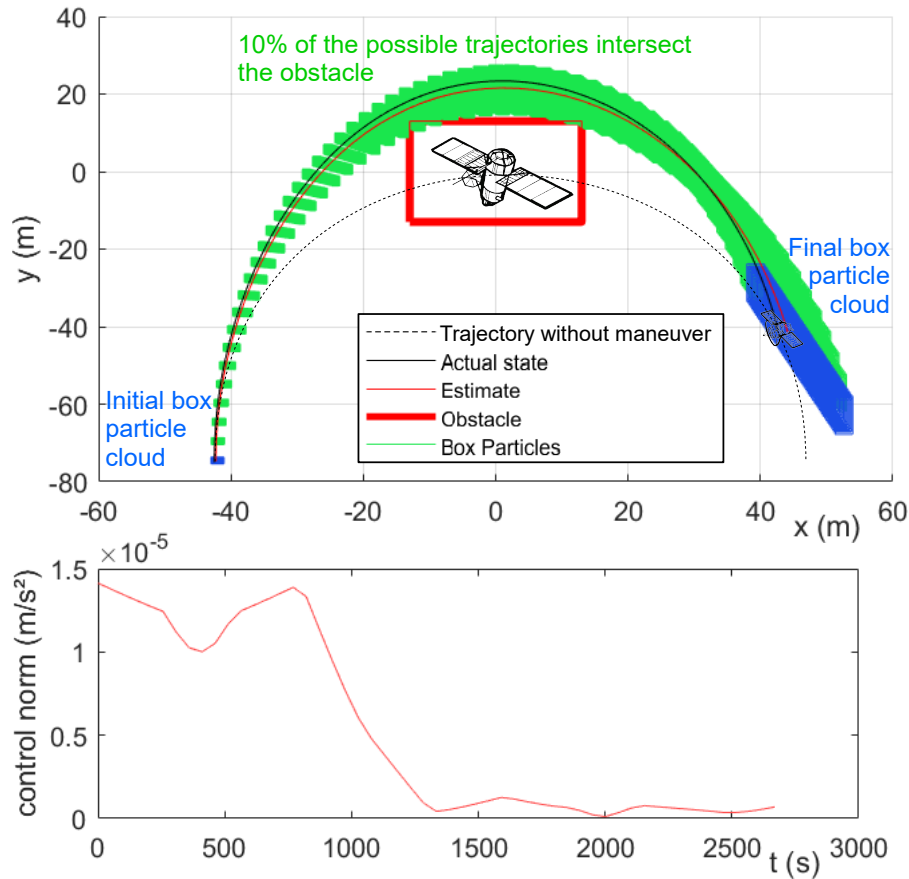 40
20
0
-20
-40
-60
-80
y (m)
10% of the possible trajectories intersect
the obstacle
Final box
particle
cloud
Initial box
particle
cloud
Trajectory without maneuver
Actual state
Estimate
Obstacle
Box Particles
-60 -40 -20 0 20 40 60
x (m)
×10⁻⁵
1.5
1
0.5
0
control norm (m/s²)
0 500 1000 1500 2000 2500 3000
t (s)